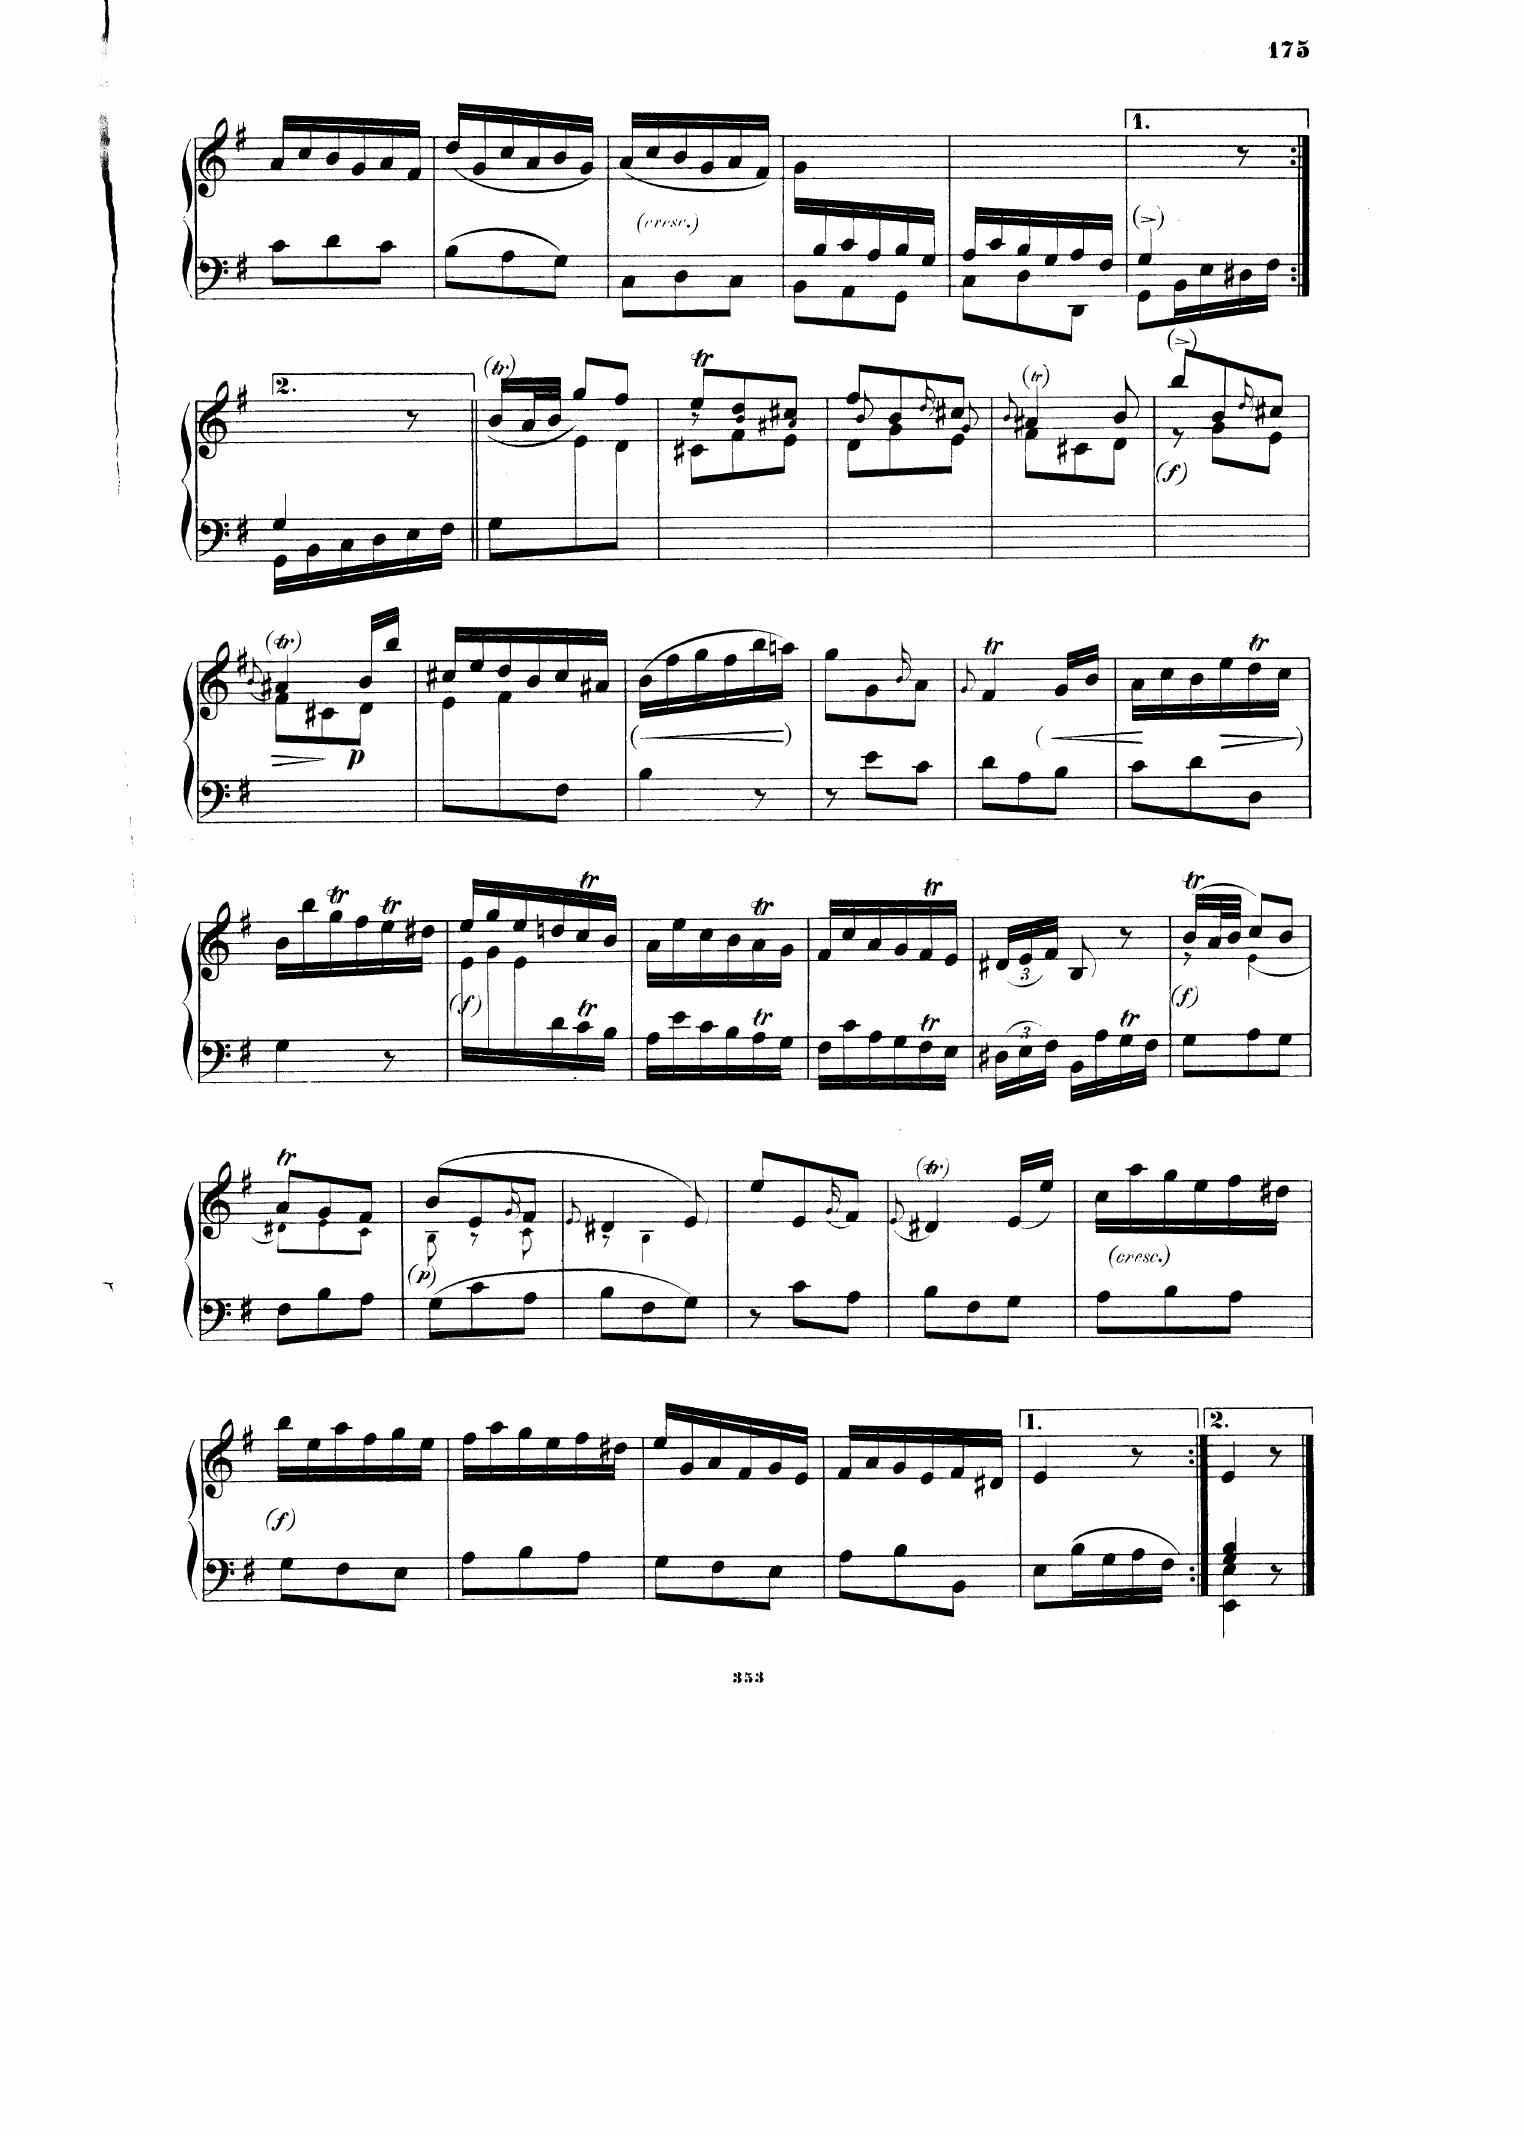 175
1.
(cresc.)
(>)
2.
(tr)
tr
(tr)
(>)
(f)
(tr)
tr
tr
p
tr
tr
tr
tr
tr
tr
(f)
tr
tr
tr
tr
3
3
(f)
tr
(tr)
(p)
(cresc.)
1.
2.
(f)
353